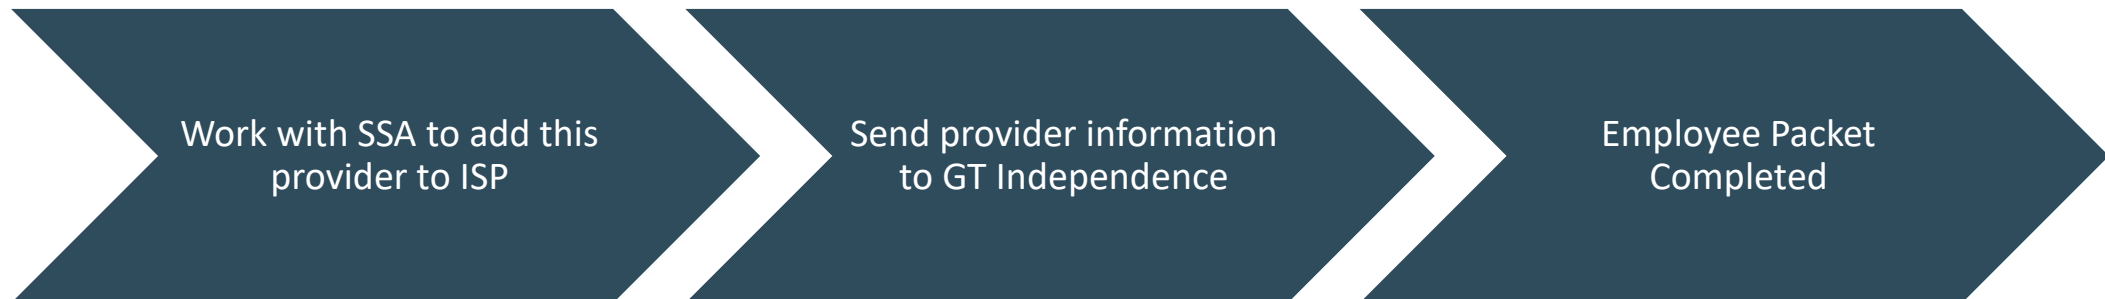 Work with SSA to add this
provider to ISP
Send provider information
to GT Independence
Employee Packet
Completed